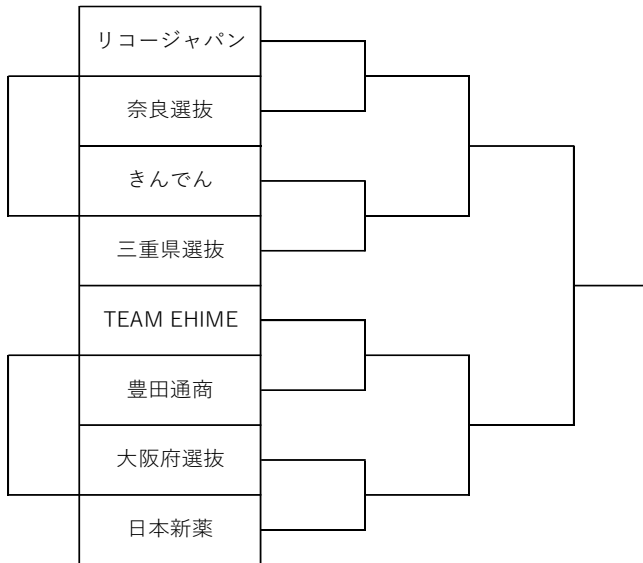 リコージャパン
奈良選抜
きんでん
三重県選抜
TEAM EHIME
豊田通商
大阪府選抜
日本新薬